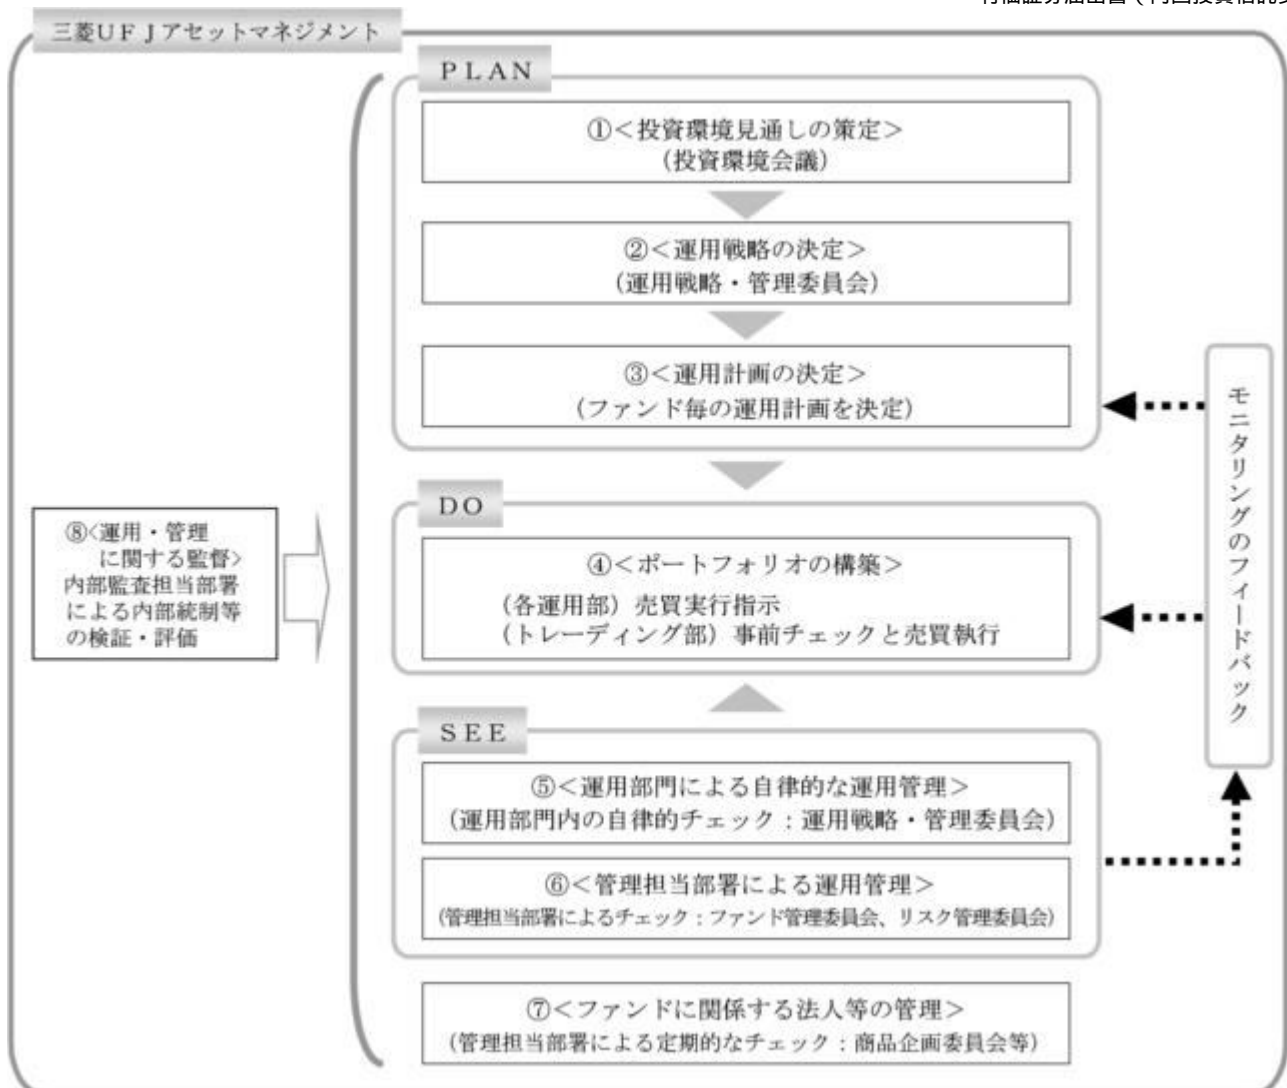 三菱UFJアセットマネジメント
PLAN
①<投資環境見通しの策定>
(投資環境会議)
②<運用戦略の決定>
(運用戦略・管理委員会)
③<運用計画の決定>
(ファンド毎の運用計画を決定)
DO
④<ポートフォリオの構築>
(各運用部)売買実行指示
(トレーディング部)事前チェックと売買執行
SEE
⑤<運用部門による自律的な運用管理>
(運用部門内の自律的チェック:運用戦略・管理委員会)
⑥<管理担当部署による運用管理>
(管理担当部署によるチェック:ファンド管理委員会、リスク管理委員会)
⑦<ファンドに関係する法人等の管理>
(管理担当部署による定期的なチェック:商品企画委員会等)
⑧<運用・管理
に関する監督>
内部監査担当部署
による内部統制等
の検証・評価
モニタリングのフィードバック